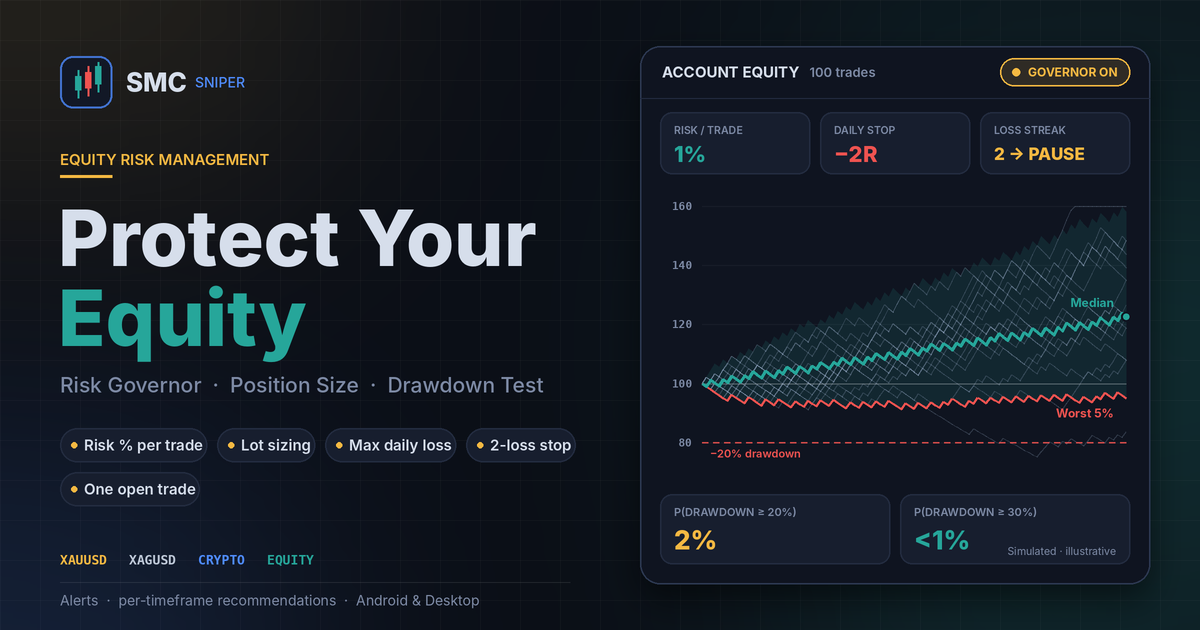 SMC SNIPER
EQUITY RISK MANAGEMENT
Protect Your
Equity
Risk Governor · Position Size · Drawdown Test
Risk % per trade
Lot sizing
Max daily loss
2-loss stop
One open trade
XAUUSD XAGUSD CRYPTO EQUITY
Alerts · per-timeframe recommendations · Android & Desktop
ACCOUNT EQUITY 100 trades
GOVERNOR ON
RISK / TRADE
1%
DAILY STOP
−2R
LOSS STREAK
2 → PAUSE
160
140
120
100
80
Median
Worst 5%
−20% drawdown
P(DRAWDOWN ≥ 20%)
2%
P(DRAWDOWN ≥ 30%)
<1%
Simulated · illustrative